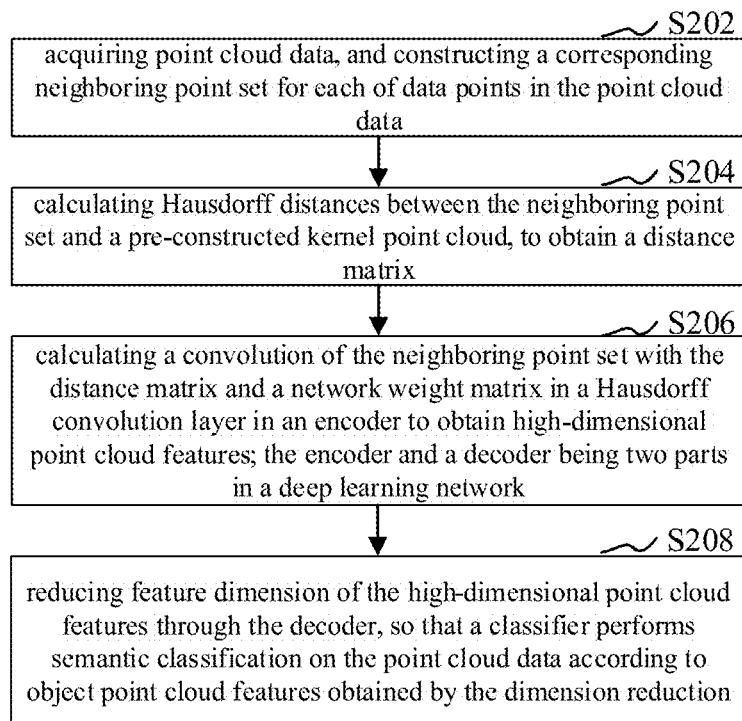 S202
acquiring point cloud data, and constructing a corresponding
neighboring point set for each of data points in the point cloud
data
S204
calculating Hausdorff distances between the neighboring point
set and a pre-constructed kernel point cloud, to obtain a distance
matrix
S206
calculating a convolution of the neighboring point set with the
distance matrix and a network weight matrix in a Hausdorff
convolution layer in an encoder to obtain high-dimensional
point cloud features; the encoder and a decoder being two parts
in a deep learning network
S208
reducing feature dimension of the high-dimensional point cloud
features through the decoder, so that a classifier performs
semantic classification on the point cloud data according to
object point cloud features obtained by the dimension reduction